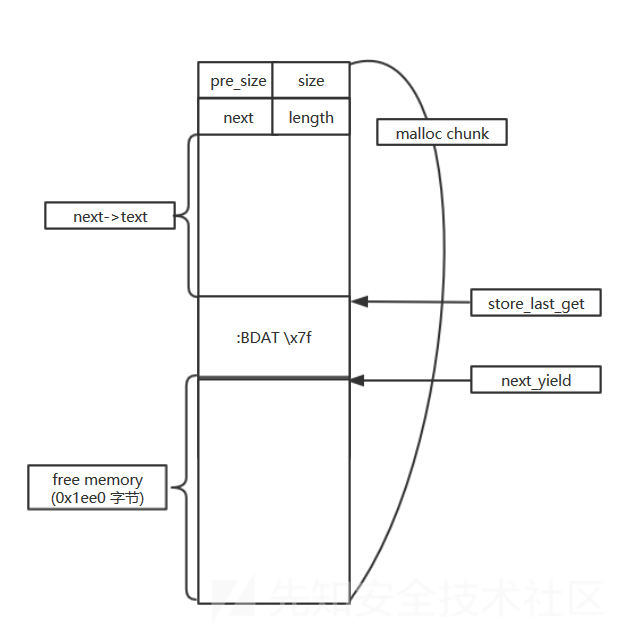 pre_size size
next length
malloc chunk
next->text
store_last_get
:BDAT \x7f
next_yield
free memory
(0x1ee0 字节)
先知安全技术社区